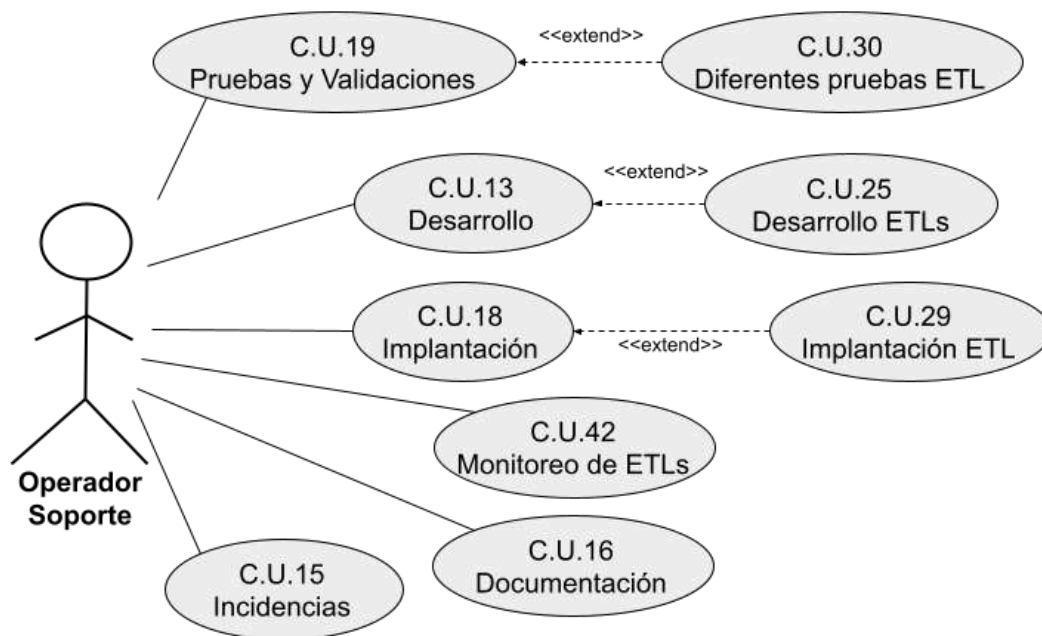 C.U.19
Pruebas y Validaciones
<<extend>>
C.U.30
Diferentes pruebas ETL
C.U.13
Desarrollo
<<extend>>
C.U.25
Desarrollo ETLs
C.U.18
Implantación
<<extend>>
C.U.29
Implantación ETL
C.U.42
Monitoreo de ETLs
Operador
Soporte
C.U.16
Documentación
C.U.15
Incidencias